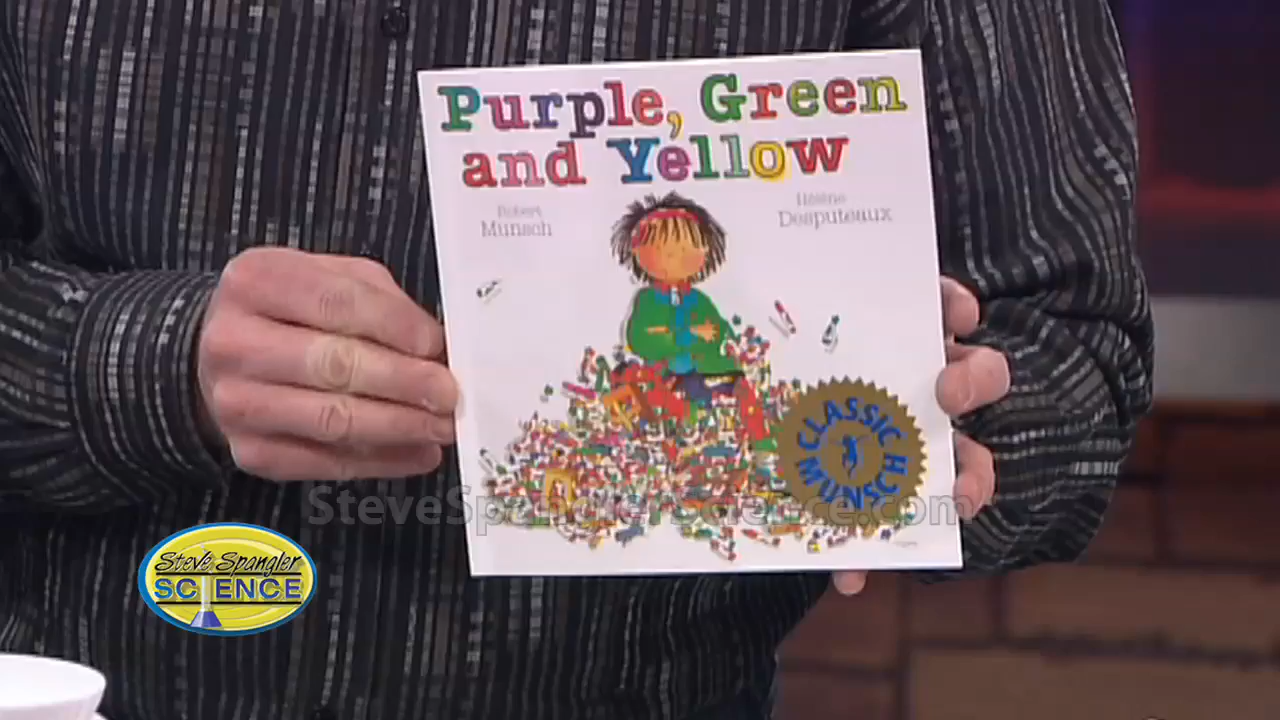 Purple, Green
and Yellow
Robert
Munsch
Hélène
Desputeaux
CLASSIC
MUNSCH
SteveSpanglerScience.com
Steve Spangler
SCIENCE